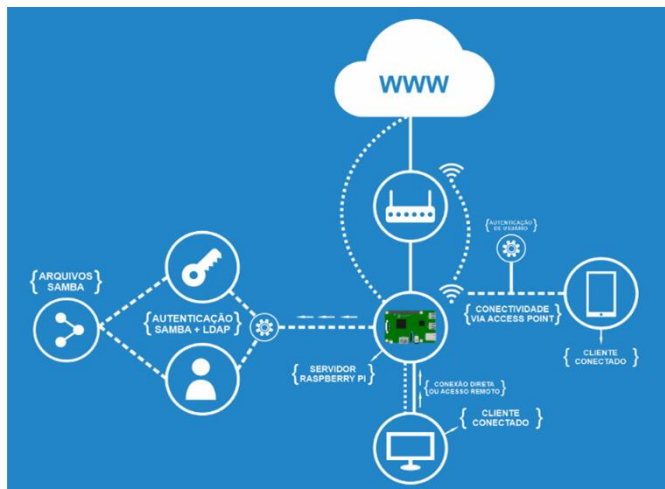 WWW
{AUTENTICAÇÃO
DE USUÁRIO}
{ARQUIVOS
SAMBA}
{AUTENTICAÇÃO
SAMBA + LDAP}
{CONECTIVIDADE
VIA ACCESS POINT}
{CLIENTE
CONECTADO}
{SERVIDOR
RASPBERRY PI}
{CONEXÃO DIRETA
OU ACESSO REMOTO}
{CLIENTE
CONECTADO}